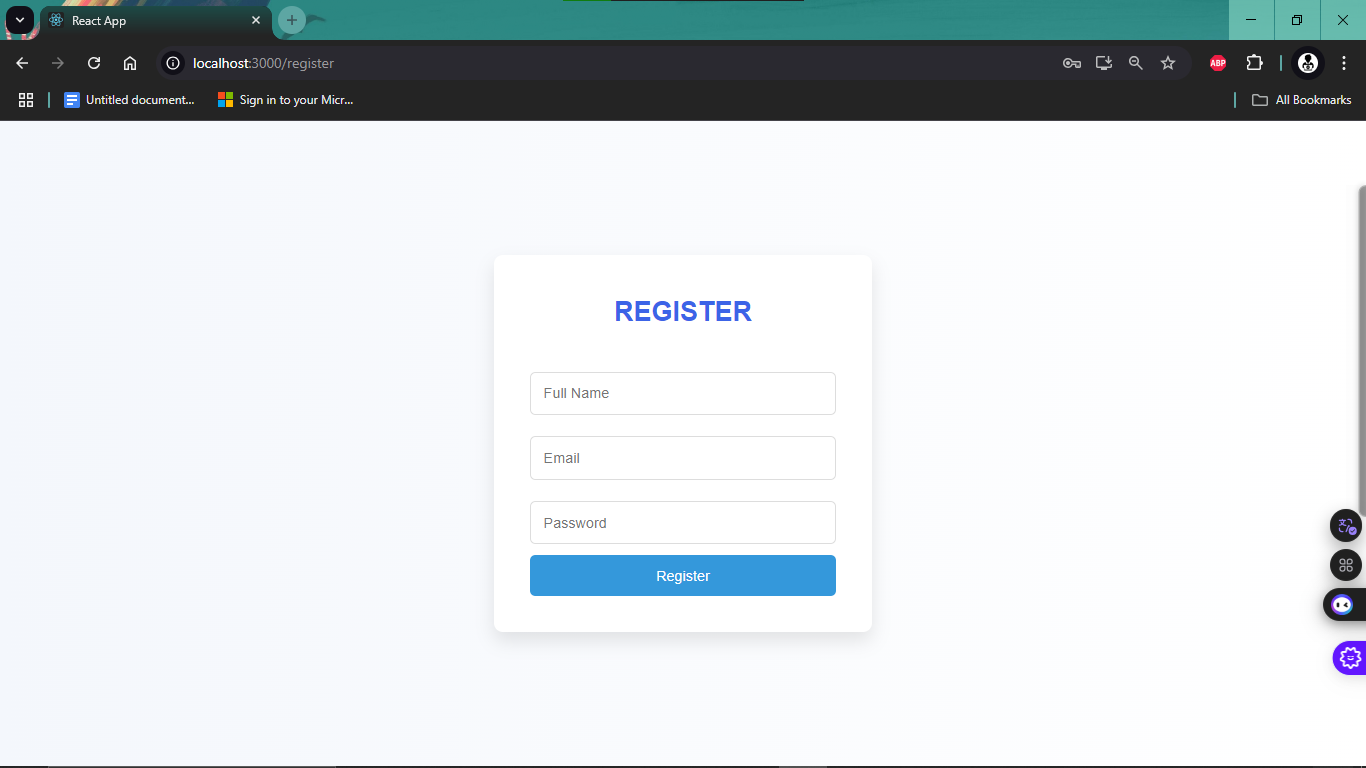 React App
localhost:3000/register
ABP
Untitled document...
Sign in to your Micr...
All Bookmarks
REGISTER
Full Name
Email
Password
Register